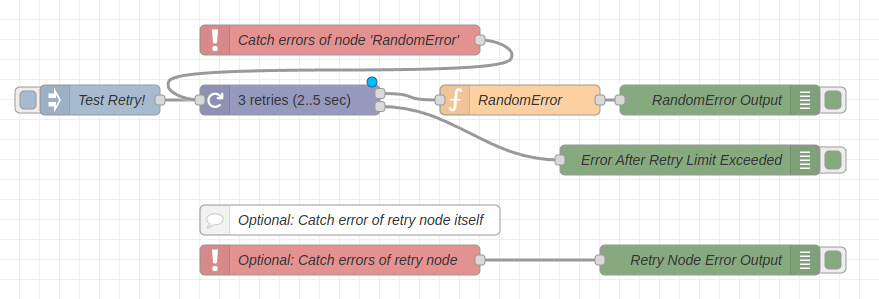 Catch errors of node 'RandomError'
Test Retry!
3 retries (2..5 sec)
RandomError
RandomError Output
Error After Retry Limit Exceeded
Optional: Catch error of retry node itself
Optional: Catch errors of retry node
Retry Node Error Output